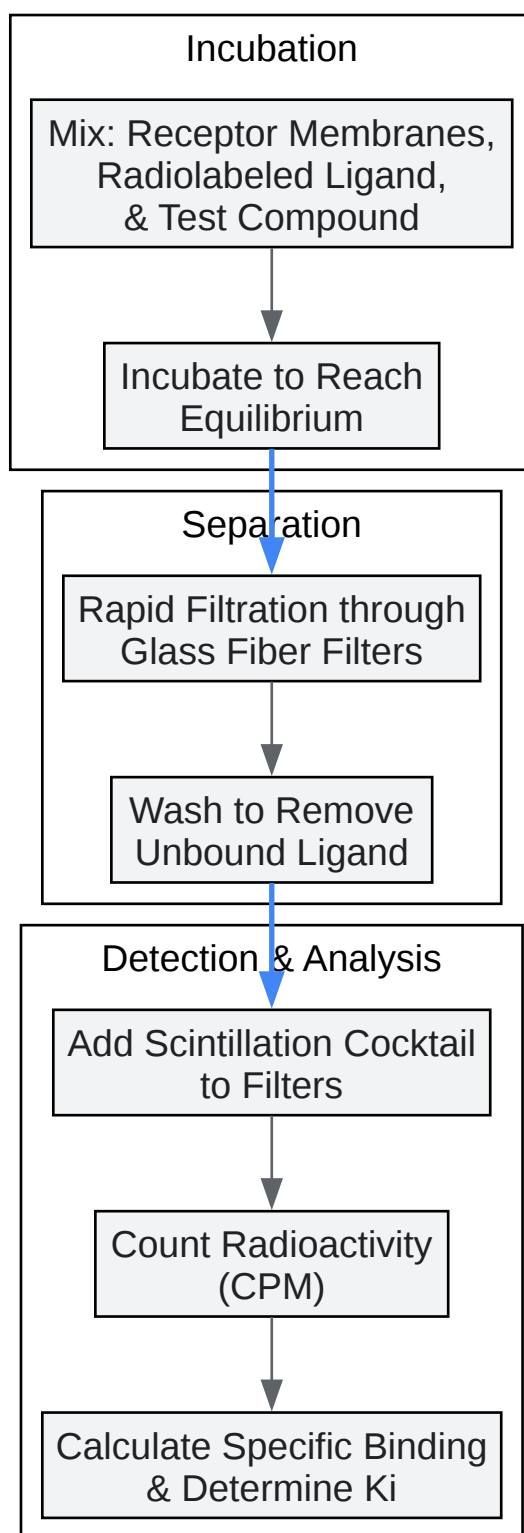 Incubation
Mix: Receptor Membranes,
Radiolabeled Ligand,
& Test Compound
Incubate to Reach
Equilibrium
Separation
Rapid Filtration through
Glass Fiber Filters
Wash to Remove
Unbound Ligand
Detection & Analysis
Add Scintillation Cocktail
to Filters
Count Radioactivity
(CPM)
Calculate Specific Binding
& Determine Ki